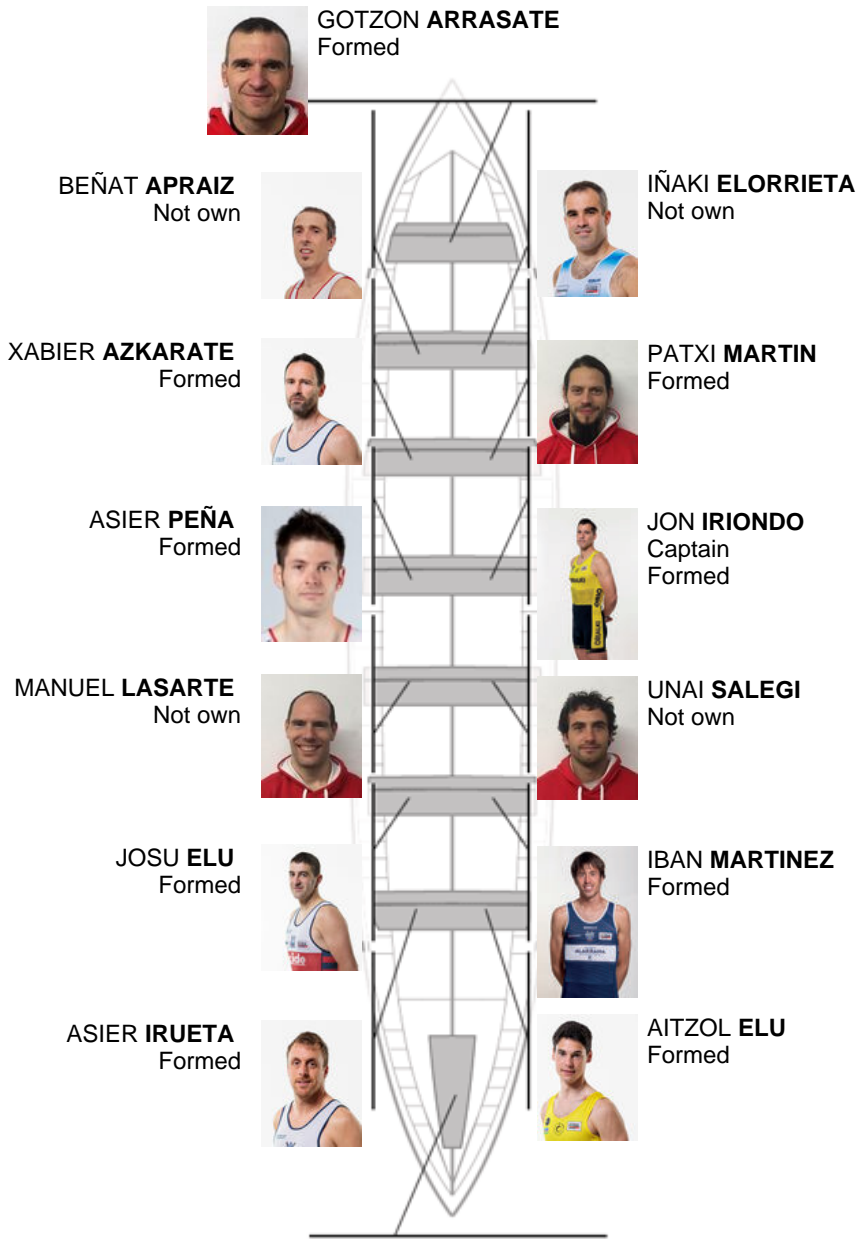 GOTZON ARRASATE
Formed
BEÑAT APRAIZ
Not own
IÑAKI ELORRIETA
Not own
XABIER AZKARATE
Formed
PATXI MARTIN
Formed
ASIER PEÑA
Formed
JON IRIONDO
Captain
Formed
MANUEL LASARTE
Not own
UNAI SALEGI
Not own
JOSU ELU
Formed
IBAN MARTINEZ
Formed
ASIER IRUETA
Formed
AITZOL ELU
Formed